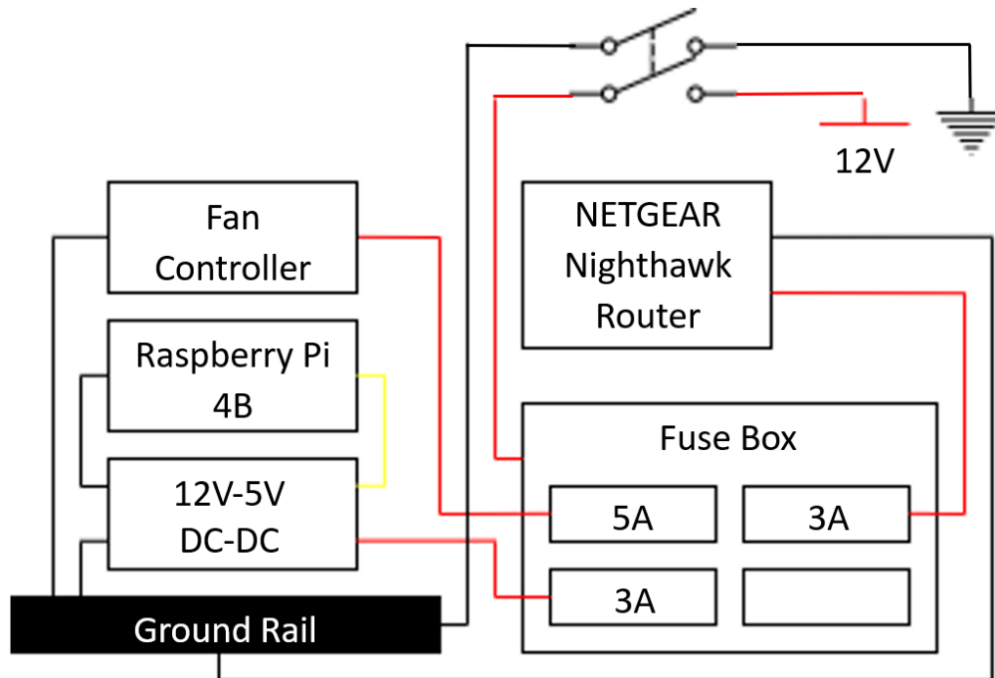 12V
Fan
Controller
NETGEAR
Nighthawk
Router
Raspberry Pi
4B
12V-5V
DC-DC
Fuse Box
5A
3A
3A
Ground Rail